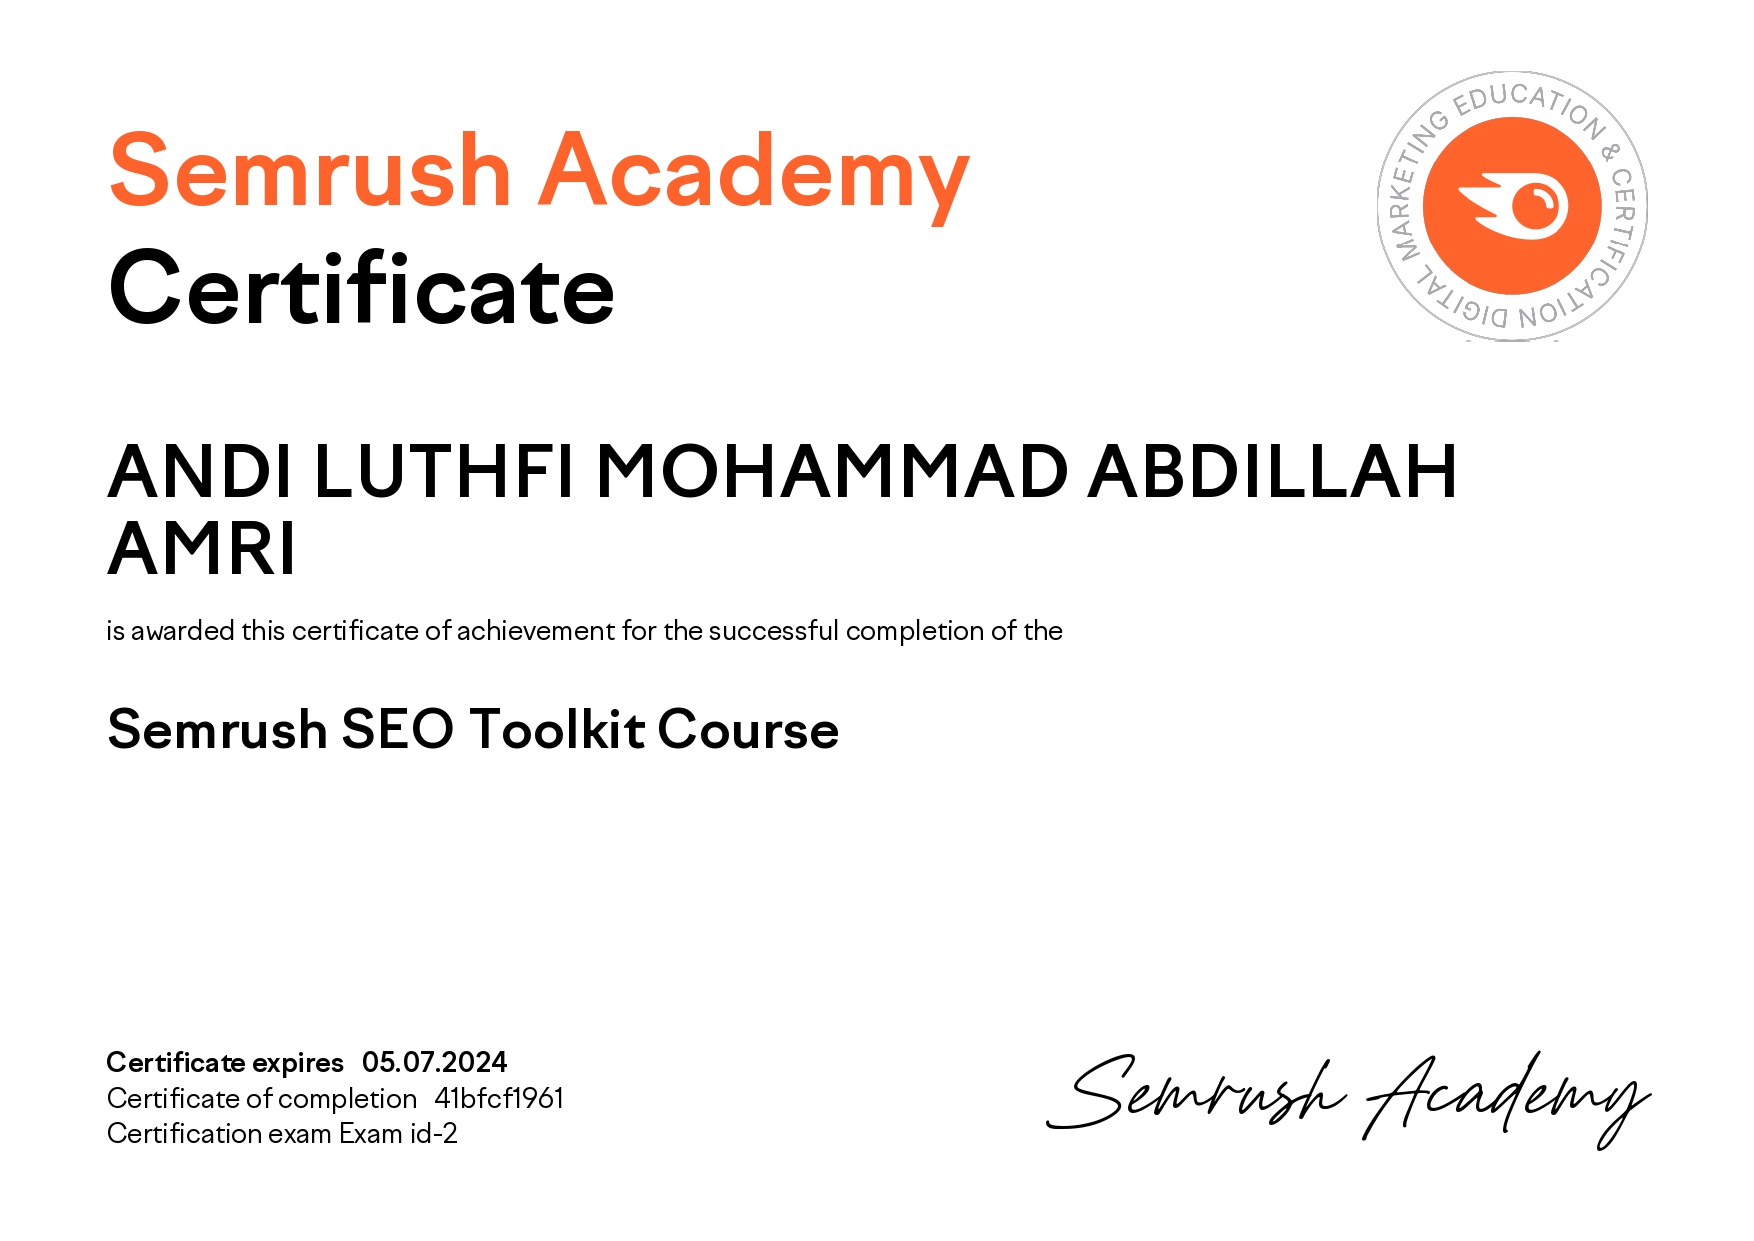 Semrush Academy
Certificate
DIGITAL MARKETING EDUCATION & CERTIFICATION
ANDI LUTHFI MOHAMMAD ABDILLAH
AMRI
is awarded this certificate of achievement for the successful completion of the
Semrush SEO Toolkit Course
Certificate expires 05.07.2024
Certificate of completion 41bfcf1961
Certification exam Exam id-2
Semrush Academy